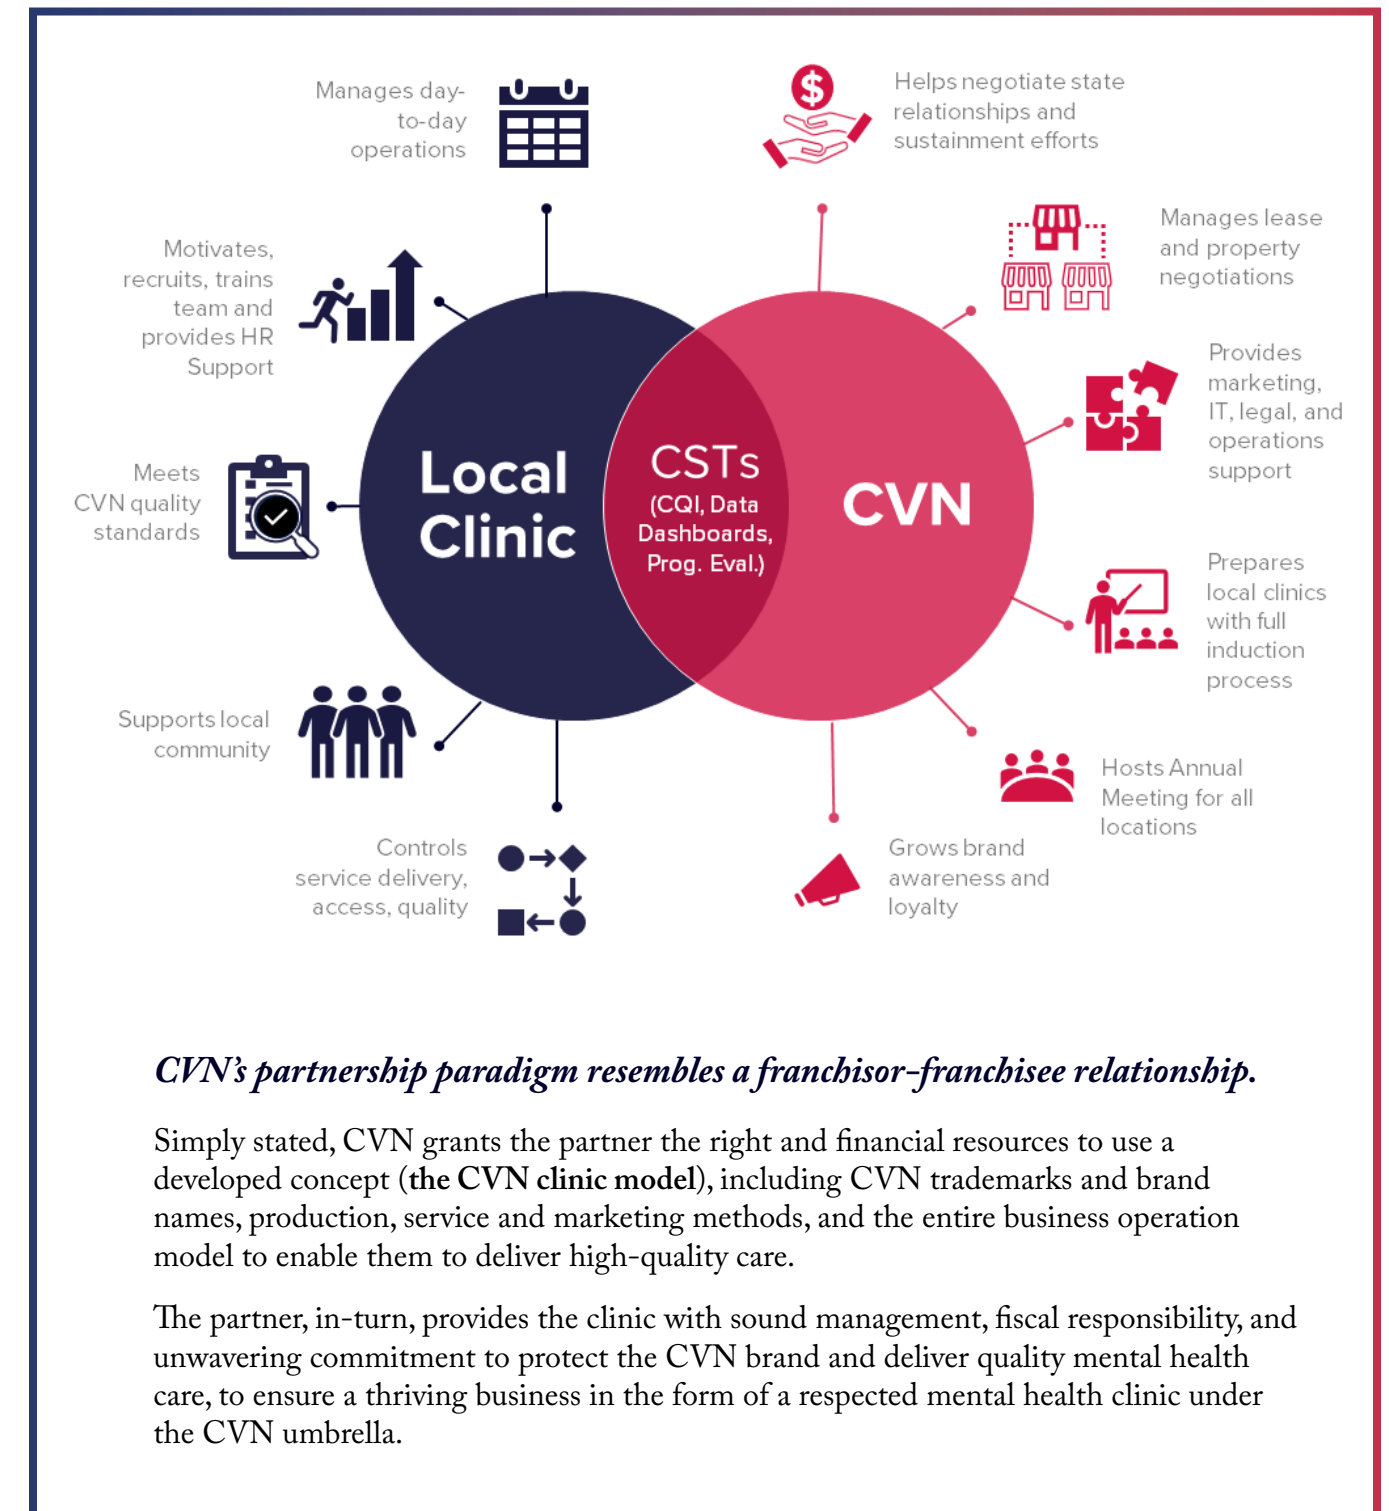 Manages day-
to-day
operations
Helps negotiate state
relationships and
sustainment efforts
Motivates,
recruits, trains
team and
provides HR
Support
Manages lease
and property
negotiations
Provides
marketing,
IT, legal, and
operations
support
Meets
CVN quality
standards
Local
Clinic
CSTs
(CQI, Data
Dashboards,
Prog. Eval.)
CVN
Prepares
local clinics
with full
induction
process
Supports local
community
Hosts Annual
Meeting for all
locations
Controls
service delivery,
access, quality
Grows brand
awareness and
loyalty
CVN's partnership paradigm resembles a franchisor-franchisee relationship.
Simply stated, CVN grants the partner the right and financial resources to use a
developed concept (the CVN clinic model), including CVN trademarks and brand
names, production, service and marketing methods, and the entire business operation
model to enable them to deliver high-quality care.
The partner, in-turn, provides the clinic with sound management, fiscal responsibility, and
unwavering commitment to protect the CVN brand and deliver quality mental health
care, to ensure a thriving business in the form of a respected mental health clinic under
the CVN umbrella.